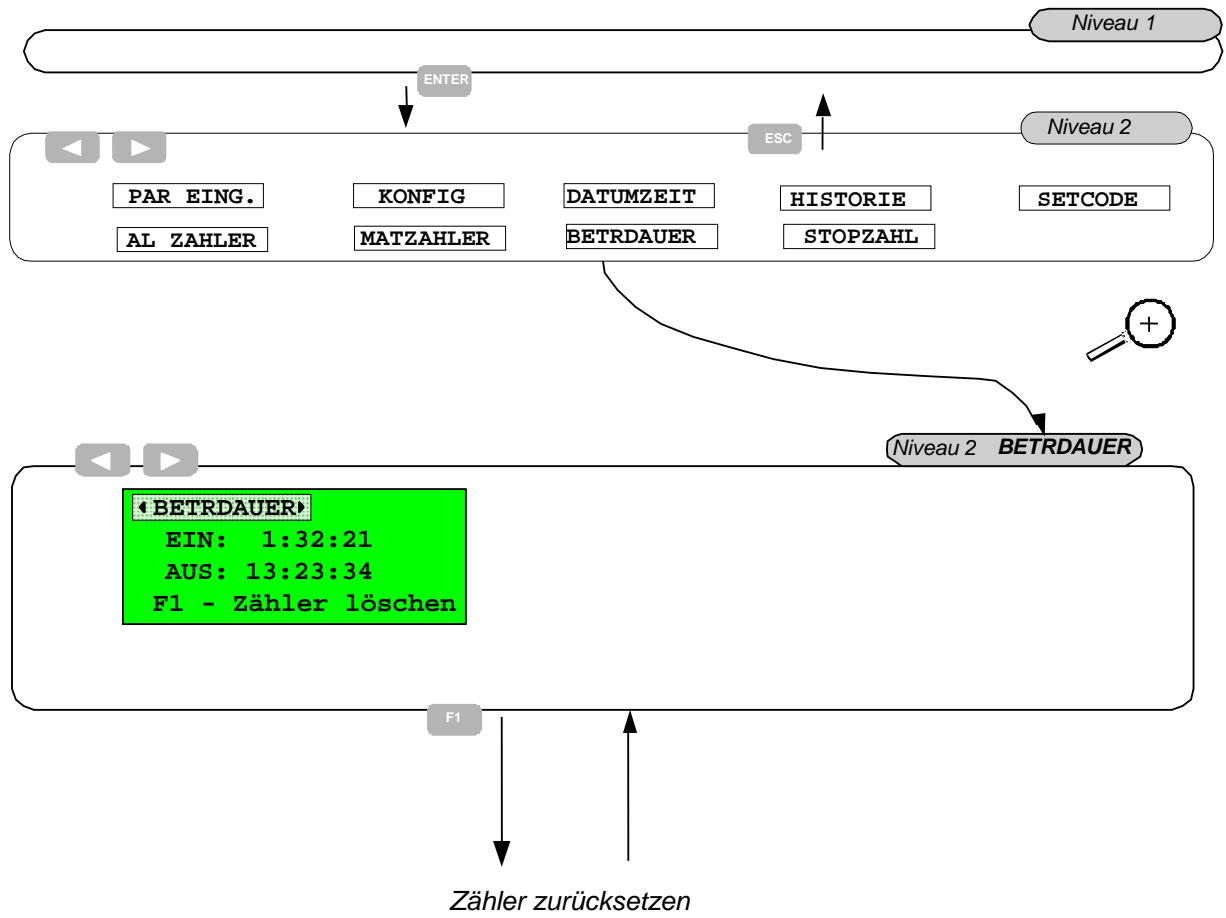 Niveau 1
ENTER
Niveau 2
ESC
PAR EING. KONFIG DATUMZEIT HISTORIE SETCODE
AL ZAHLER MATZAHLER BETRDAUER STOPZAHL
Niveau 2 BETRDAUER
BETRDAUER
EIN: 1:32:21
AUS: 13:23:34
F1 - Zähler löschen
F1
Zähler zurücksetzen